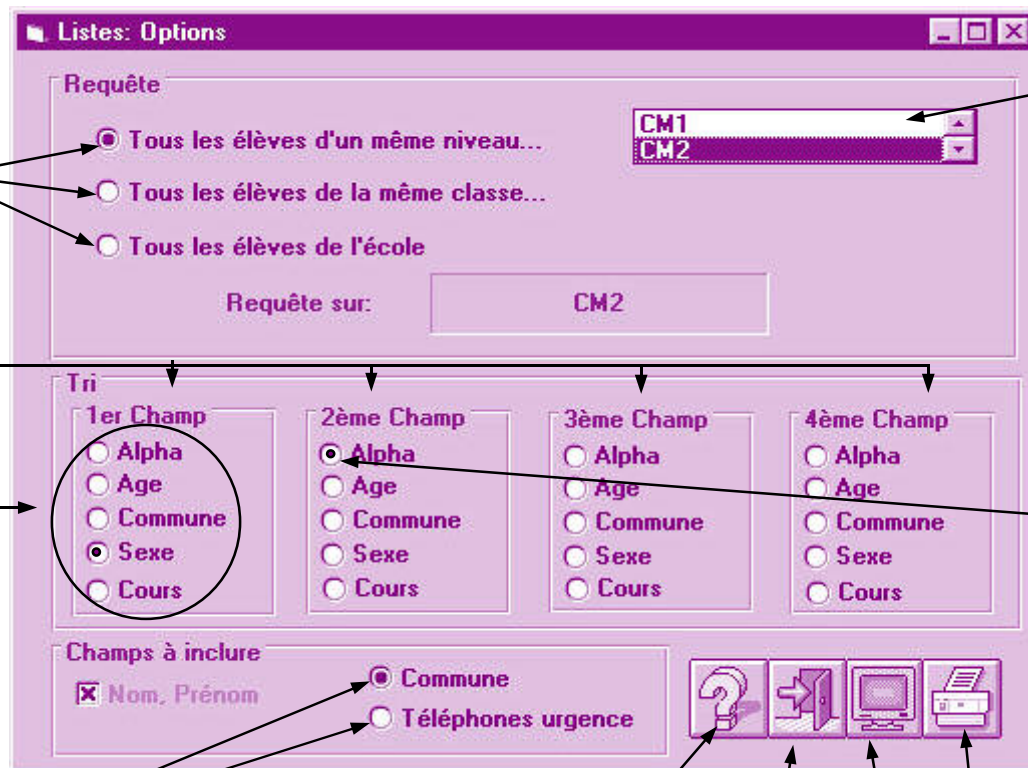 Listes: Options
Requête
Tous les élèves d'un même niveau...
CM1
CM2
Tous les élèves de la même classe...
Tous les élèves de l'école
Requête sur:
CM2
Tri
1er Champ
Alpha
Age
Commune
Sexe
Cours
2ème Champ
Alpha
Age
Commune
Sexe
Cours
3ème Champ
Alpha
Age
Commune
Sexe
Cours
4ème Champ
Alpha
Age
Commune
Sexe
Cours
Champs à inclure
Nom, Prénom
Commune
Téléphones urgence